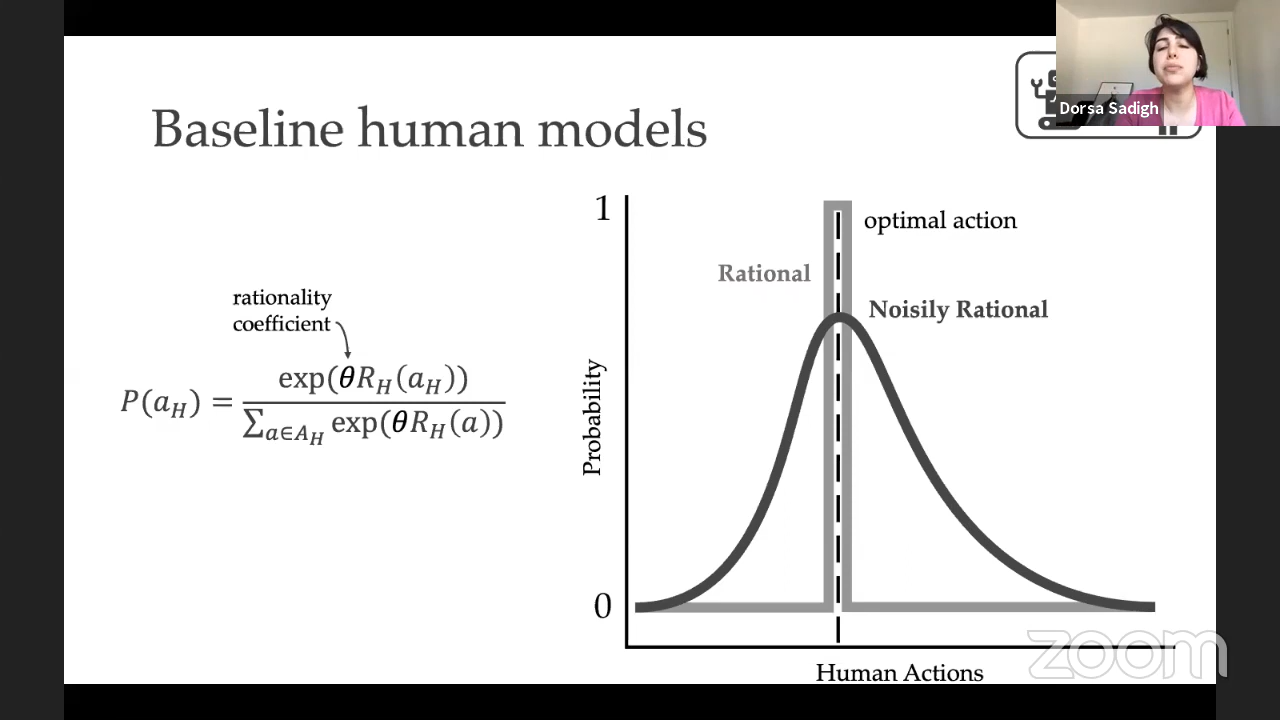 Dorsa Sadigh
Baseline human models
1
optimal action
Rational
Noisily Rational
rationality
coefficient
P(a_H) = exp(θR_H(a_H)) / ∑_{a∈A_H} exp(θR_H(a))
Probability
0
Human Actions
zoom